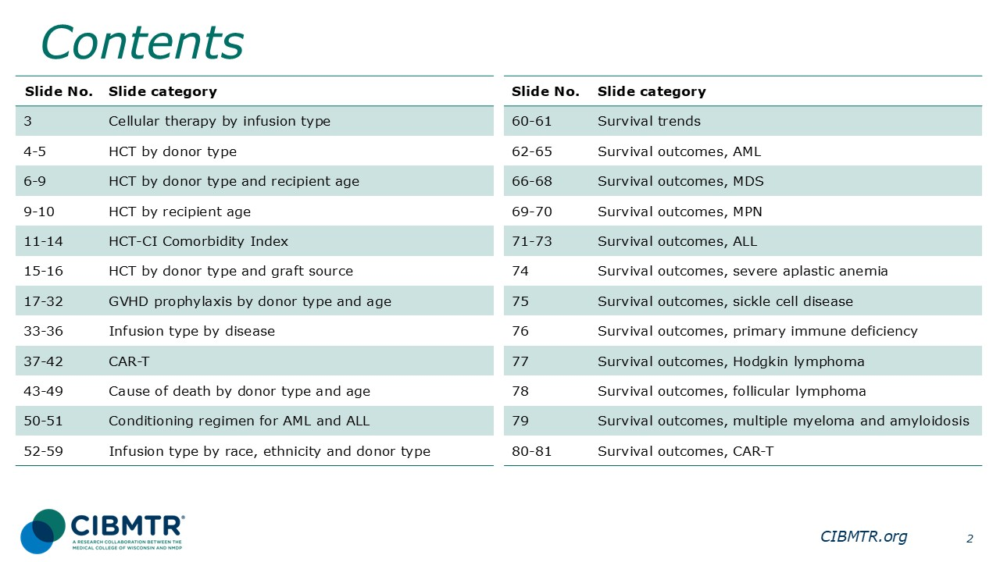 Contents
Slide No. Slide category
3 Cellular therapy by infusion type
4-5 HCT by donor type
6-9 HCT by donor type and recipient age
9-10 HCT by recipient age
11-14 HCT-CI Comorbidity Index
15-16 HCT by donor type and graft source
17-32 GVHD prophylaxis by donor type and age
33-36 Infusion type by disease
37-42 CAR-T
43-49 Cause of death by donor type and age
50-51 Conditioning regimen for AML and ALL
52-59 Infusion type by race, ethnicity and donor type
Slide No. Slide category
60-61 Survival trends
62-65 Survival outcomes, AML
66-68 Survival outcomes, MDS
69-70 Survival outcomes, MPN
71-73 Survival outcomes, ALL
74 Survival outcomes, severe aplastic anemia
75 Survival outcomes, sickle cell disease
76 Survival outcomes, primary immune deficiency
77 Survival outcomes, Hodgkin lymphoma
78 Survival outcomes, follicular lymphoma
79 Survival outcomes, multiple myeloma and amyloidosis
80-81 Survival outcomes, CAR-T
CIBMTR®
A RESEARCH COLLABORATION BETWEEN THE
MEDICAL COLLEGE OF WISCONSIN AND NMDP
CIBMTR.org
2